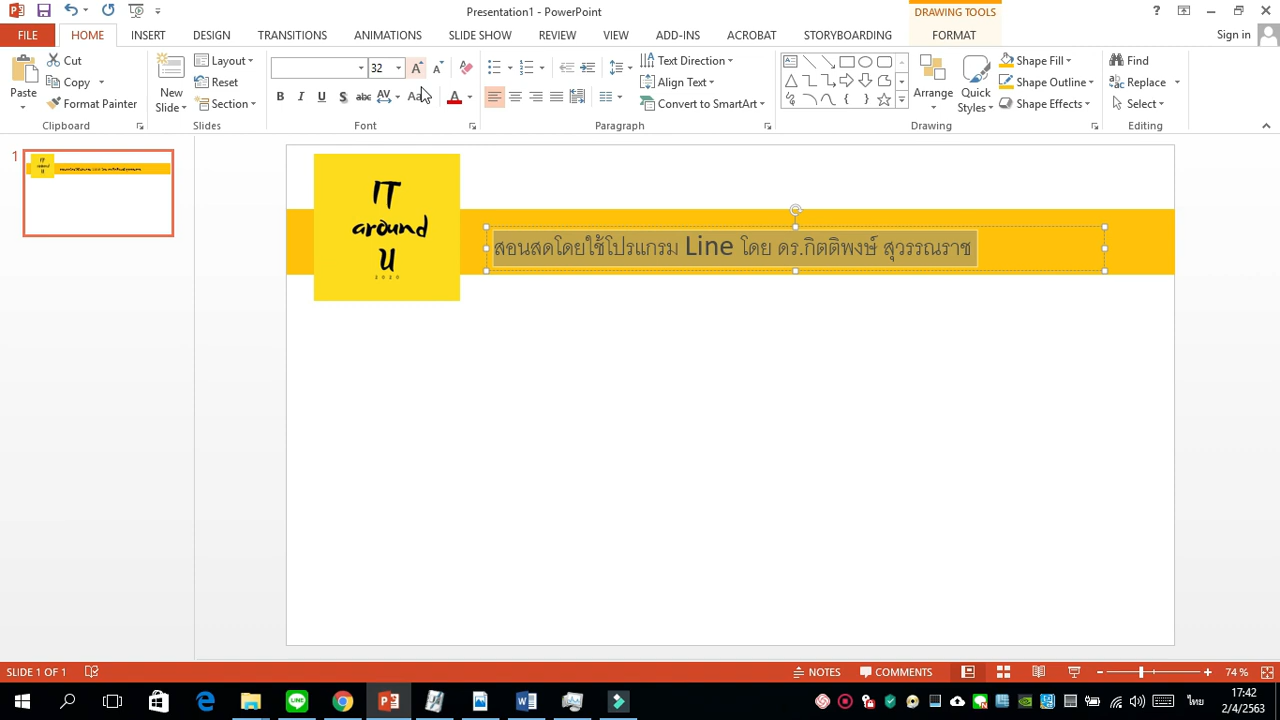 Presentation1 - PowerPoint
DRAWING TOOLS
FILE HOME INSERT DESIGN TRANSITIONS ANIMATIONS SLIDE SHOW REVIEW VIEW ADD-INS ACROBAT STORYBOARDING FORMAT
Sign in
Paste
Cut
Copy
Format Painter
Clipboard
New
Slide
Layout
Reset
Section
Slides
32
Font
Text Direction
Align Text
Convert to SmartArt
Paragraph
Arrange
Quick
Styles
Shape Fill
Shape Outline
Shape Effects
Drawing
Find
Replace
Select
Editing
1
IT
around
U
2020
สอนสดโดยใช้โปรแกรม Line โดย ดร.กิตติพงษ์ สุวรรณราช
SLIDE 1 OF 1
NOTES
COMMENTS
74 %
ไทย
17:42
2/4/2563